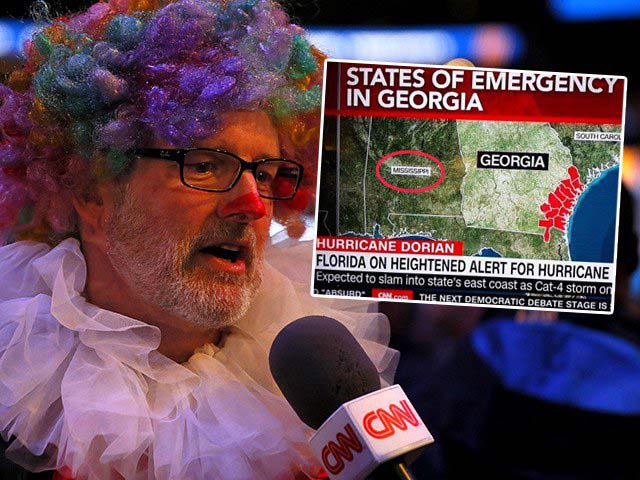 STATES OF EMERGENCY
IN GEORGIA
SOUTH CAROL
GEORGIA
MISSISSIPPI
HURRICANE DORIAN
FLORIDA ON HEIGHTENED ALERT FOR HURRICANE
Expected to slam into state's east coast as Cat-4 storm on
"ABSURD" CNN.com THE NEXT DEMOCRATIC DEBATE STAGE IS
CNN CNN